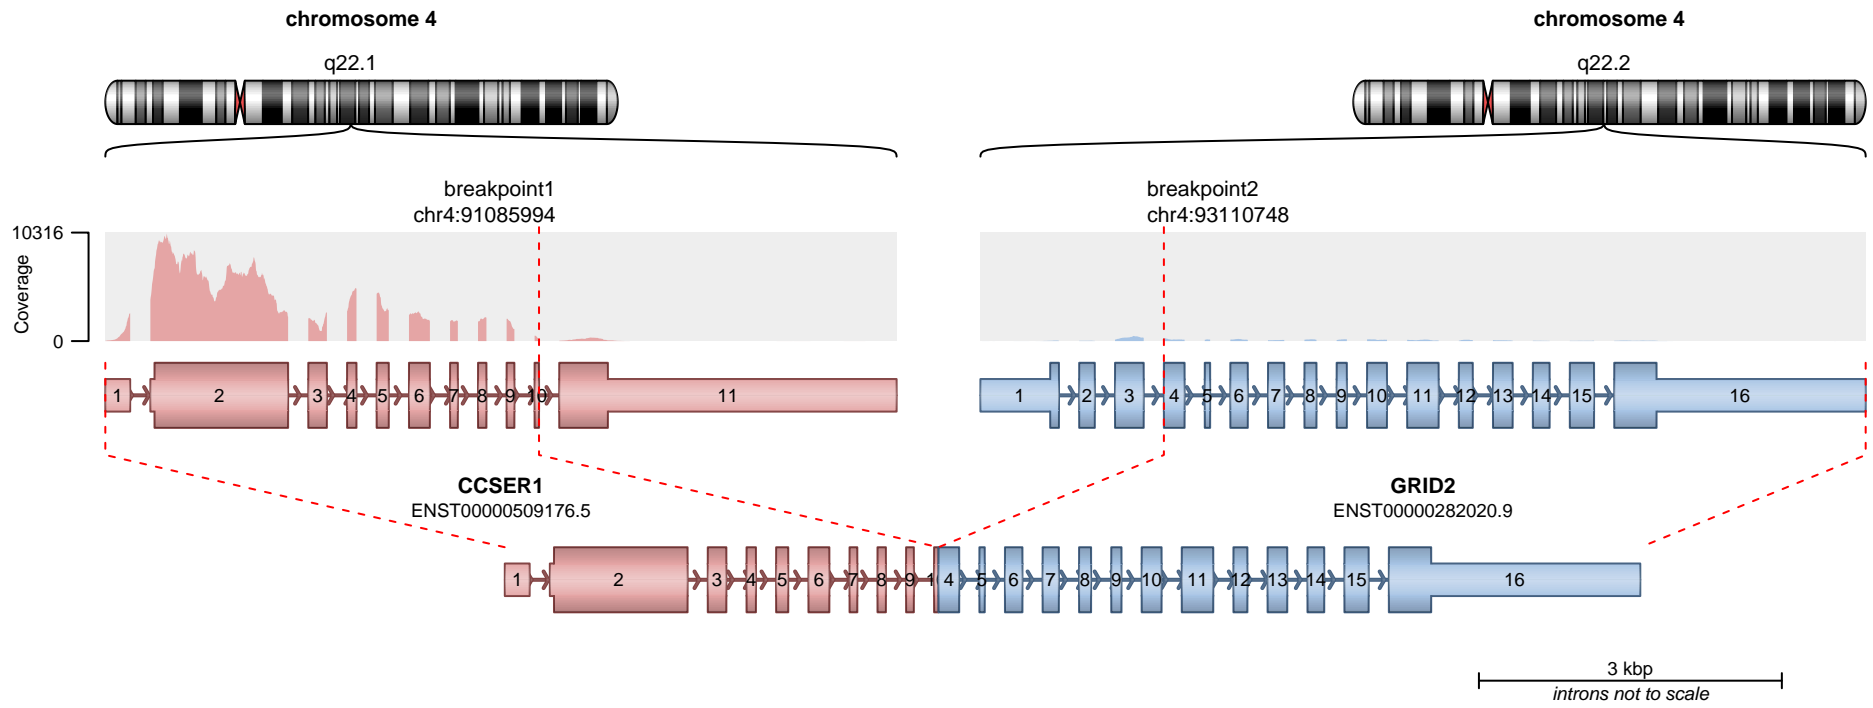 chromosome 4
chromosome 4
q22.1
q22.2
breakpoint1
chr4:91085994
breakpoint2
chr4:93110748
10316
Coverage
0
1 2 3 4 5 6 7 8 9 10 11
1 2 3 4 5 6 7 8 9 10 11 12 13 14 15 16
CCSER1
ENST00000509176.5
GRID2
ENST00000282020.9
1 2 3 4 5 6 7 8 9 1 4 5 6 7 8 9 10 11 12 13 14 15 16
3 kbp
introns not to scale